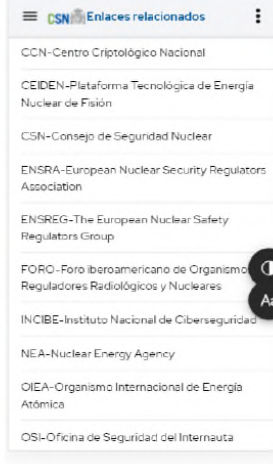 CSN Enlaces relacionados
CCN-Centro Criptológico Nacional
CEIDEN-Plataforma Tecnológica de Energía
Nuclear de Fisión
CSN-Consejo de Seguridad Nuclear
ENSRA-European Nuclear Security Regulators
Association
ENSREG-The European Nuclear Safety
Regulators Group
FORO-Foro iberoamericano de Organismo
Reguladores Radiológicos y Nucleares
INCIBE-Instituto Nacional de Ciberseguridad
Aa
NEA-Nuclear Energy Agency
OIEA-Organismo Internacional de Energía
Atómica
OSI-Oficina de Seguridad del Internauta